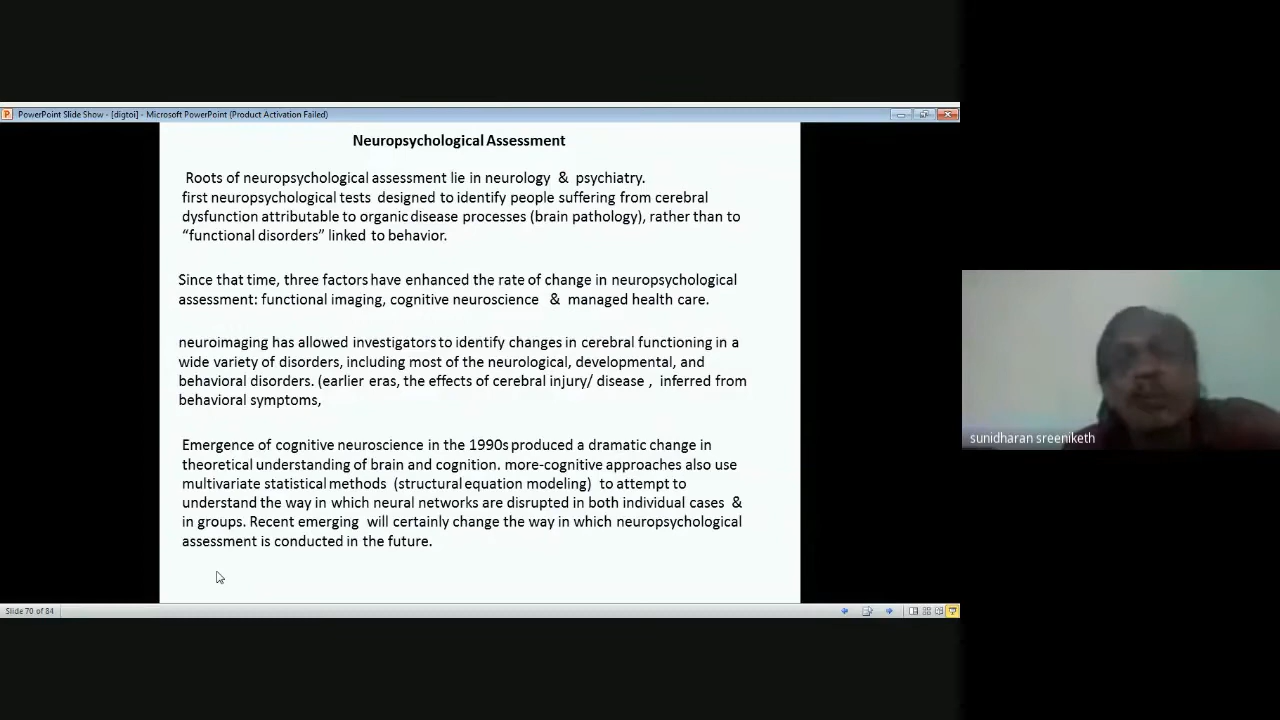 PowerPoint Slide Show - [digtoi] - Microsoft PowerPoint (Product Activation Failed)
Neuropsychological Assessment
Roots of neuropsychological assessment lie in neurology & psychiatry.
first neuropsychological tests designed to identify people suffering from cerebral
dysfunction attributable to organic disease processes (brain pathology), rather than to
“functional disorders” linked to behavior.
Since that time, three factors have enhanced the rate of change in neuropsychological
assessment: functional imaging, cognitive neuroscience & managed health care.
neuroimaging has allowed investigators to identify changes in cerebral functioning in a
wide variety of disorders, including most of the neurological, developmental, and
behavioral disorders. (earlier eras, the effects of cerebral injury/ disease , inferred from
behavioral symptoms,
Emergence of cognitive neuroscience in the 1990s produced a dramatic change in
theoretical understanding of brain and cognition. more-cognitive approaches also use
multivariate statistical methods (structural equation modeling) to attempt to
understand the way in which neural networks are disrupted in both individual cases &
in groups. Recent emerging will certainly change the way in which neuropsychological
assessment is conducted in the future.
Slide 70 of 84
sunidharan sreeniketh